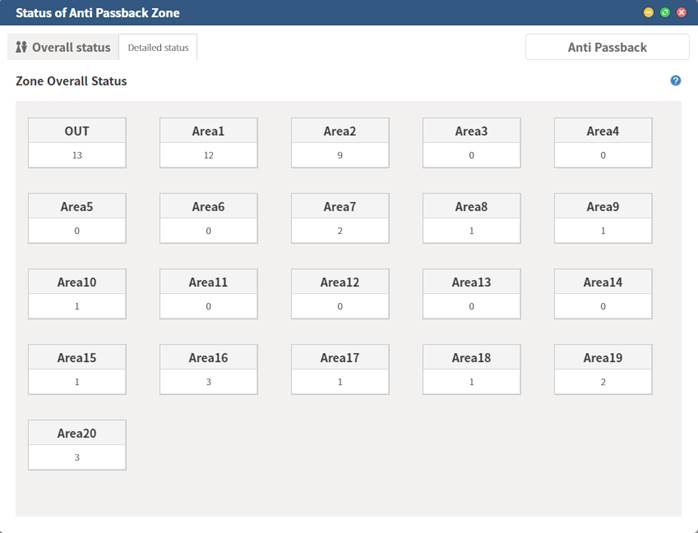 Status of Anti Passback Zone
Overall status
Detailed status
Anti Passback
Zone Overall Status
?
OUT Area1 Area2 Area3 Area4
13 12 9 0 0
Area5 Area6 Area7 Area8 Area9
0 0 2 1 1
Area10 Area11 Area12 Area13 Area14
1 0 0 0 0
Area15 Area16 Area17 Area18 Area19
1 3 1 1 2
Area20
3